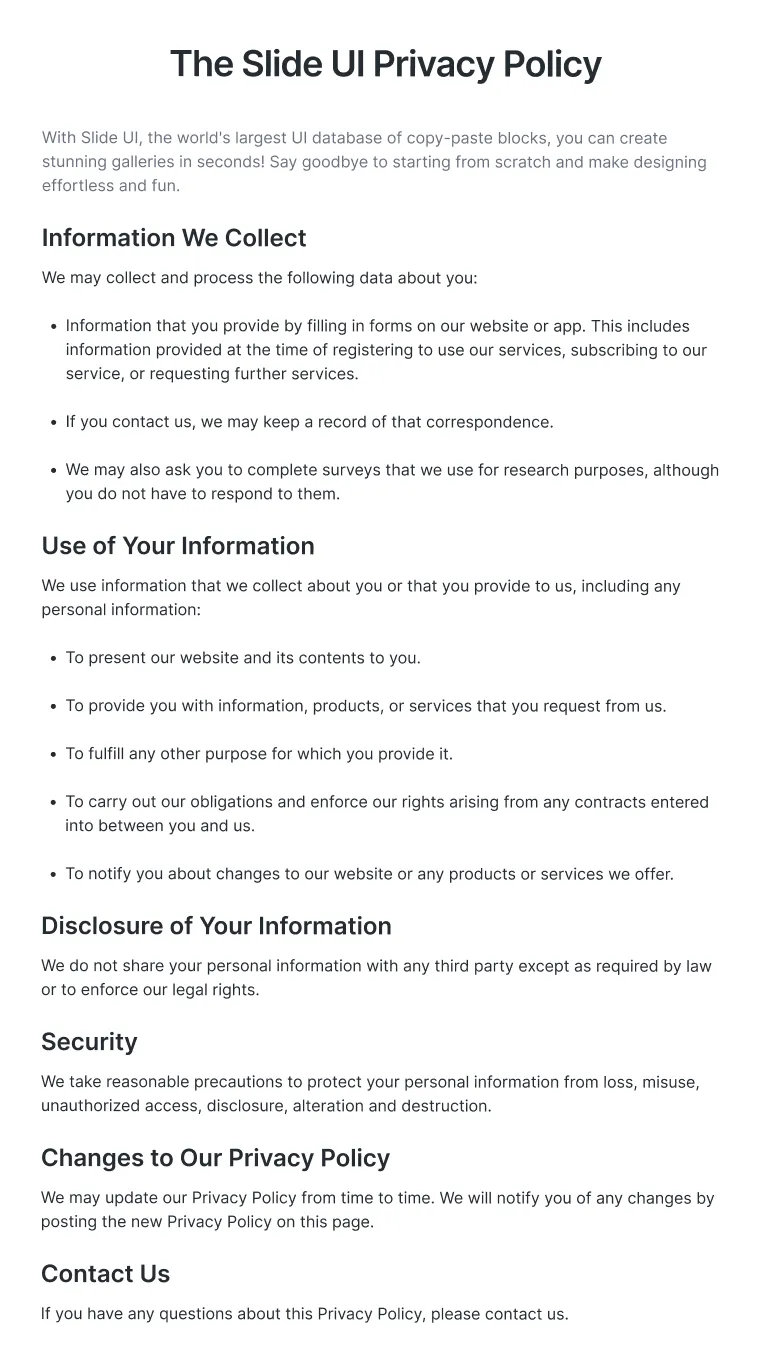 The Slide UI Privacy Policy
With Slide UI, the world's largest UI database of copy-paste blocks, you can create
stunning galleries in seconds! Say goodbye to starting from scratch and make designing
effortless and fun.
Information We Collect
We may collect and process the following data about you:
• Information that you provide by filling in forms on our website or app. This includes
information provided at the time of registering to use our services, subscribing to our
service, or requesting further services.
• If you contact us, we may keep a record of that correspondence.
• We may also ask you to complete surveys that we use for research purposes, although
you do not have to respond to them.
Use of Your Information
We use information that we collect about you or that you provide to us, including any
personal information:
• To present our website and its contents to you.
• To provide you with information, products, or services that you request from us.
• To fulfill any other purpose for which you provide it.
• To carry out our obligations and enforce our rights arising from any contracts entered
into between you and us.
• To notify you about changes to our website or any products or services we offer.
Disclosure of Your Information
We do not share your personal information with any third party except as required by law
or to enforce our legal rights.
Security
We take reasonable precautions to protect your personal information from loss, misuse,
unauthorized access, disclosure, alteration and destruction.
Changes to Our Privacy Policy
We may update our Privacy Policy from time to time. We will notify you of any changes by
posting the new Privacy Policy on this page.
Contact Us
If you have any questions about this Privacy Policy, please contact us.